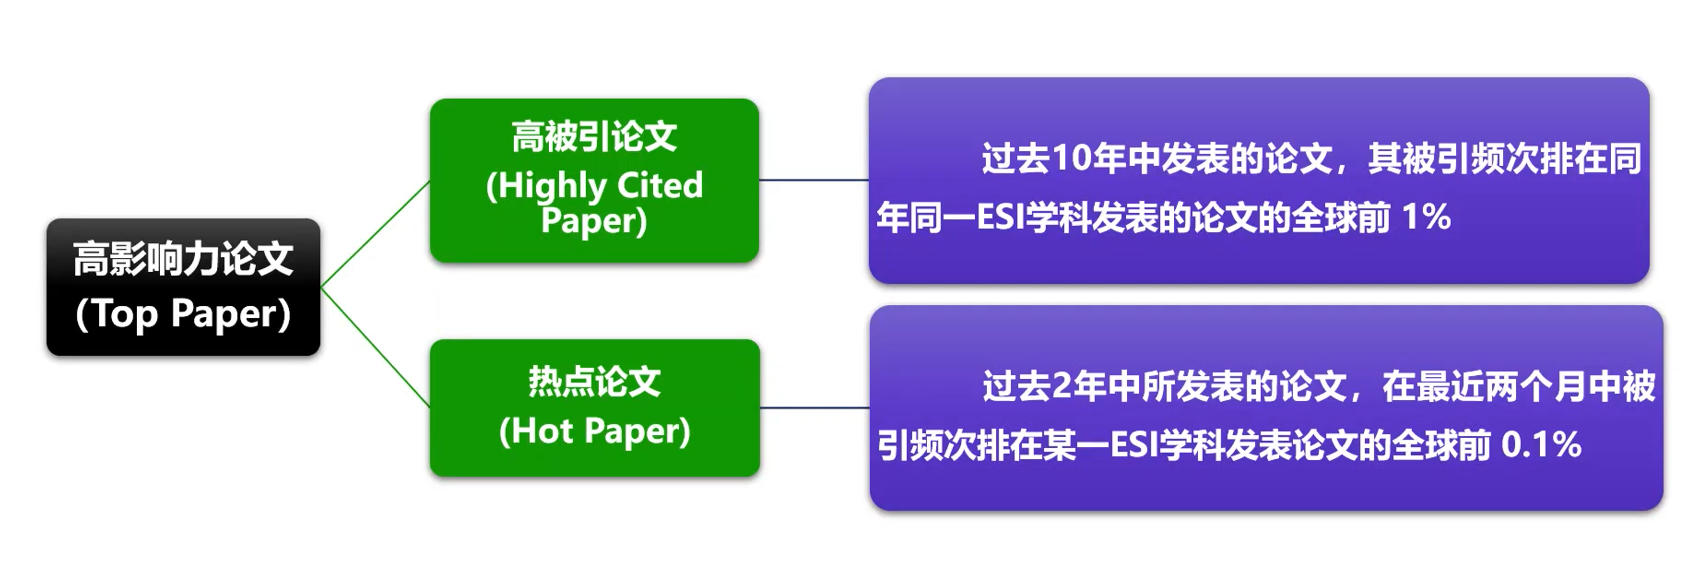 高影响力论文
(Top Paper)
高被引论文
(Highly Cited
Paper)
过去10年中发表的论文，其被引频次排在同
年同一ESI学科发表的论文的全球前 1%
热点论文
(Hot Paper)
过去2年中所发表的论文，在最近两个月中被
引频次排在某一ESI学科发表论文的全球前 0.1%